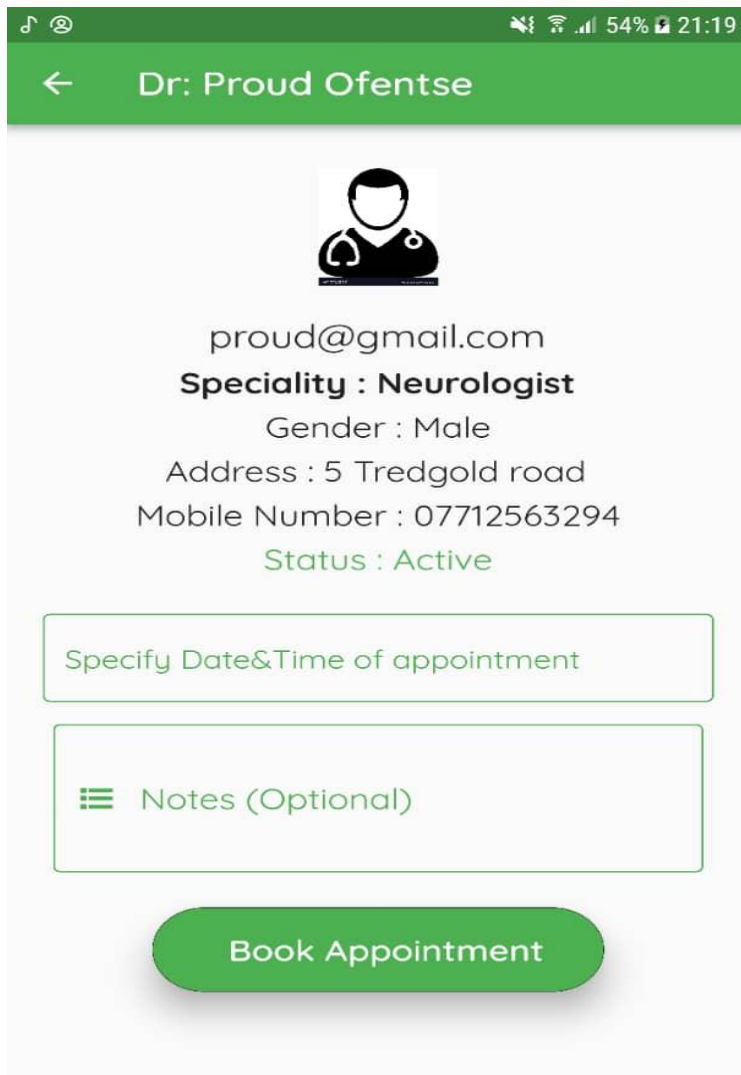 54% 21:19
Dr: Proud Ofentse
proud@gmail.com
Speciality : Neurologist
Gender : Male
Address : 5 Tredgold road
Mobile Number : 07712563294
Status : Active
Specify Date&Time of appointment
Notes (Optional)
Book Appointment